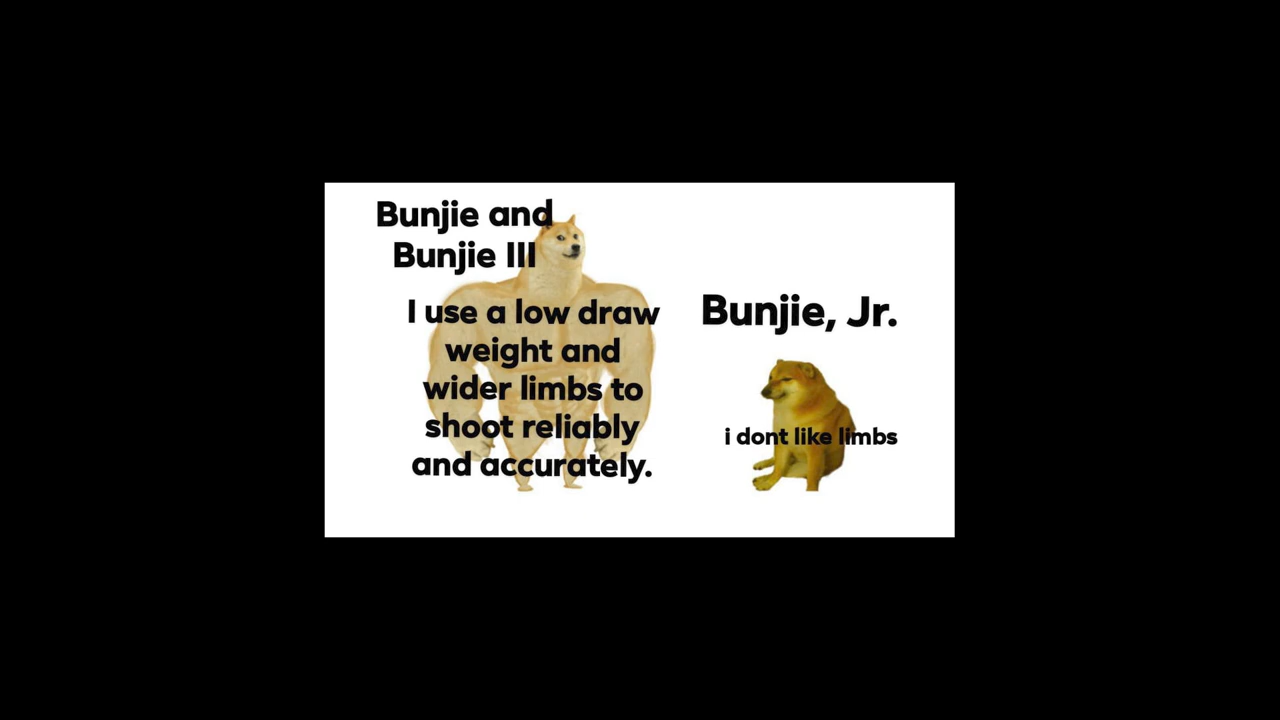 Bunjie and
Bunjie III
I use a low draw
weight and
wider limbs to
shoot reliably
and accurately.
Bunjie, Jr.
i dont like limbs